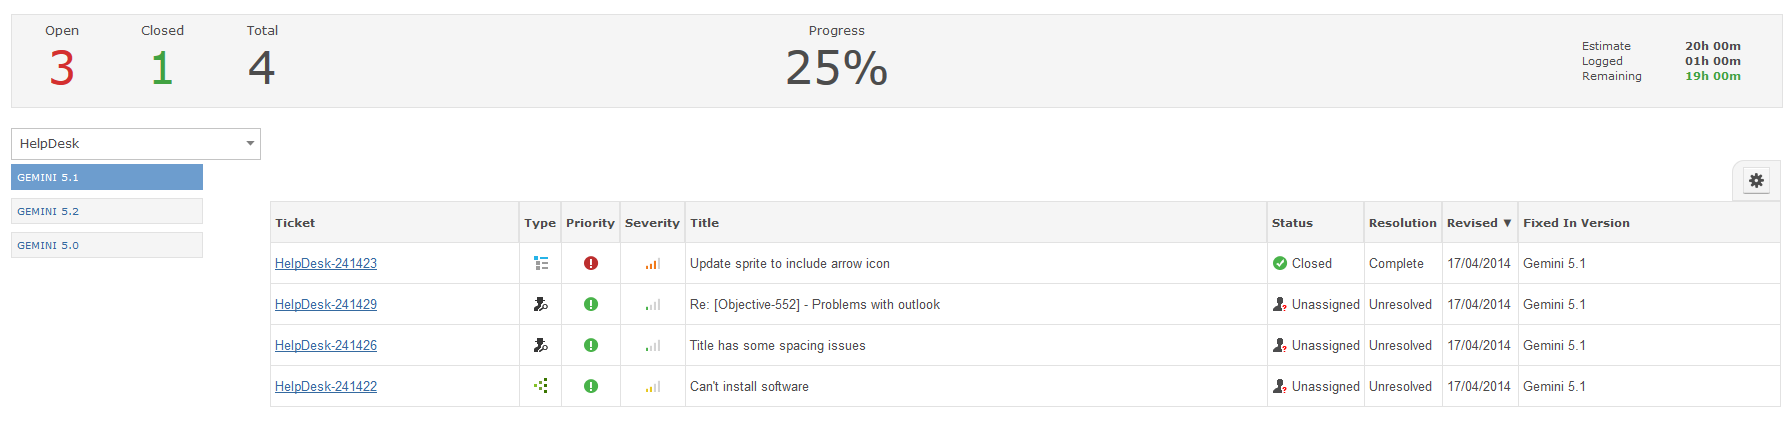 Open Closed Total Progress
3 1 4 25%
Estimate 20h 00m
Logged 01h 00m
Remaining 19h 00m
HelpDesk
GEMINI 5.1
GEMINI 5.2
GEMINI 5.0
Ticket Type Priority Severity Title Status Resolution Revised ▼ Fixed In Version
HelpDesk-241423 Update sprite to include arrow icon Closed Complete 17/04/2014 Gemini 5.1
HelpDesk-241429 Re: [Objective-552] - Problems with outlook Unassigned Unresolved 17/04/2014 Gemini 5.1
HelpDesk-241426 Title has some spacing issues Unassigned Unresolved 17/04/2014 Gemini 5.1
HelpDesk-241422 Can't install software Unassigned Unresolved 17/04/2014 Gemini 5.1